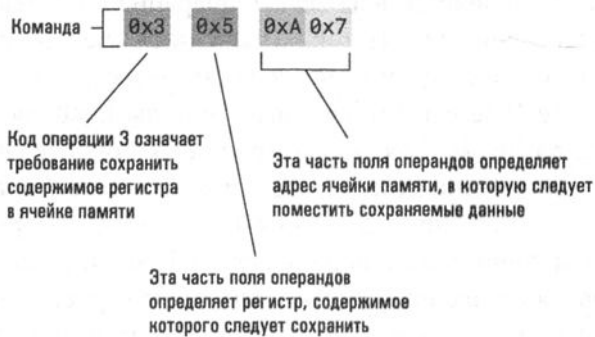 Команда 0x3 0x5 0xA 0x7
Код операции 3 означает
требование сохранить
содержимое регистра
в ячейке памяти
Эта часть поля операндов определяет
адрес ячейки памяти, в которую следует
поместить сохраняемые данные
Эта часть поля операндов
определяет регистр, содержимое
которого следует сохранить